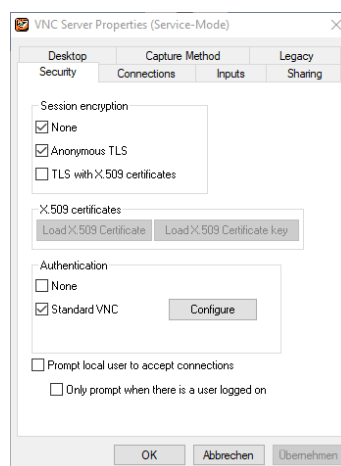 VNC Server Properties (Service-Mode)
Desktop Capture Method Legacy
Security Connections Inputs Sharing
Session encryption
None
Anonymous TLS
TLS with X.509 certificates
X.509 certificates
Load X.509 Certificate Load X.509 Certificate key
Authentication
None
Standard VNC Configure
Prompt local user to accept connections
Only prompt when there is a user logged on
OK Abbrechen Übernehmen